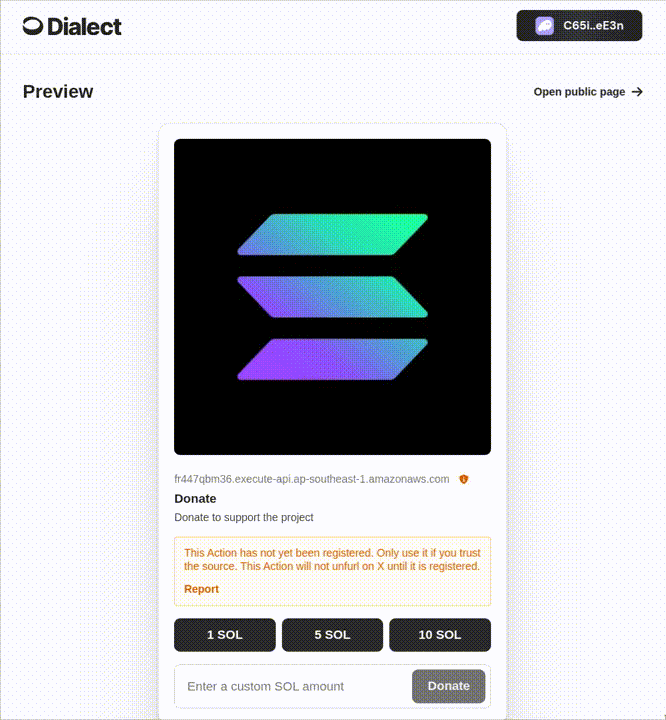 Dialect
C65i..eE3n
Preview
Open public page
fr447qbm36.execute-api.ap-southeast-1.amazonaws.com
Donate
Donate to support the project
This Action has not yet been registered. Only use it if you trust
the source. This Action will not unfurl on X until it is registered.
Report
1 SOL
5 SOL
10 SOL
Enter a custom SOL amount
Donate